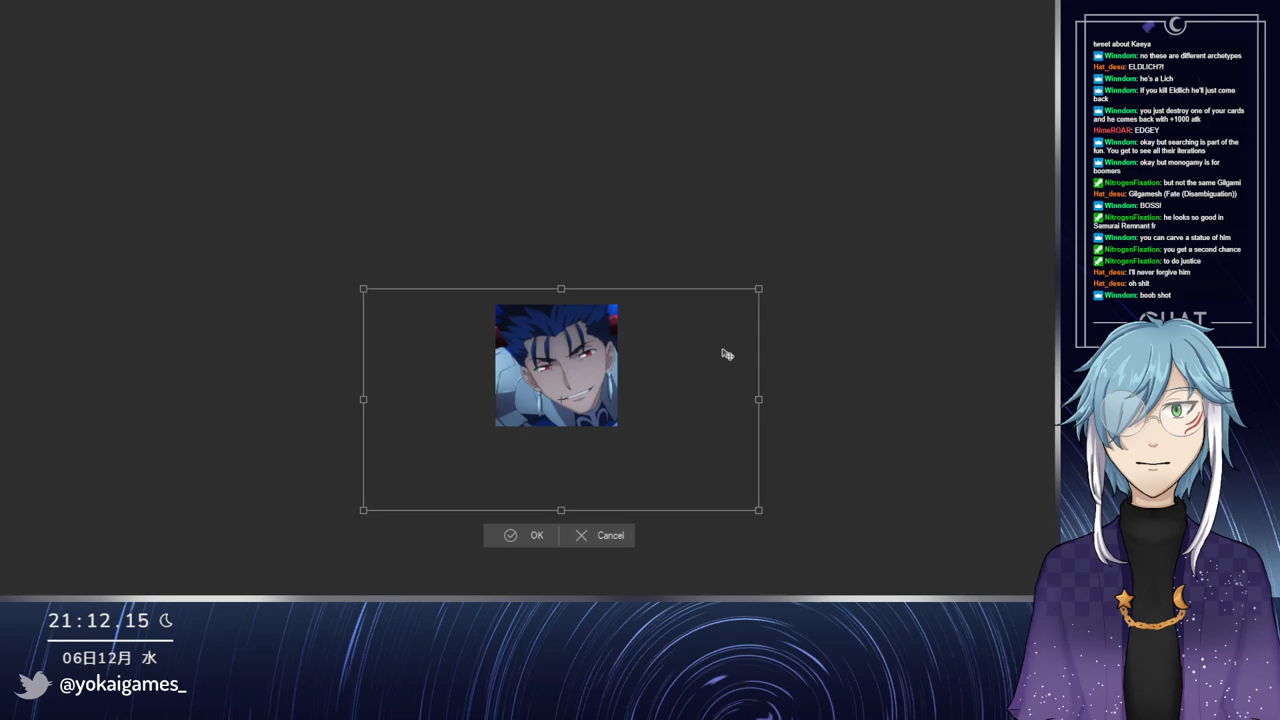 tweet about Kaeya
Winndom: no these are different archetypes
Hat_desu: ELDLICH?!
Winndom: he's a Lich
Winndom: If you kill Eldlich he'll just come
back
Winndom: you just destroy one of your cards
and he comes back with +1000 atk
HimeROAR: EDGEY
Winndom: okay but searching is part of the
fun. You get to see all their iterations
Winndom: okay but monogamy is for
boomers
NitrogenFixation: but not the same Gilgami
Hat_desu: Gilgamesh (Fate (Disambiguation))
Winndom: BOSS!
NitrogenFixation: he looks so good in
Samurai Remnant fr
Winndom: you can carve a statue of him
NitrogenFixation: you get a second chance
NitrogenFixation: to do justice
Hat_desu: I'll never forgive him
Hat_desu: oh shit
Winndom: boob shot
CHAT
OK
Cancel
21:12.15
06日12月 水
@yokaigames_